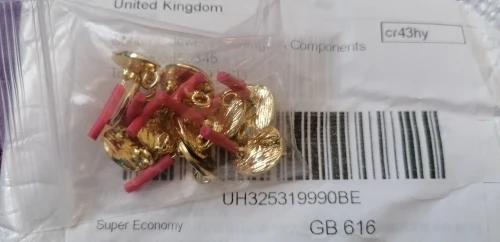 United Kingdom
cr43hy
Components
UH325319990BE
Super Economy
GB 616